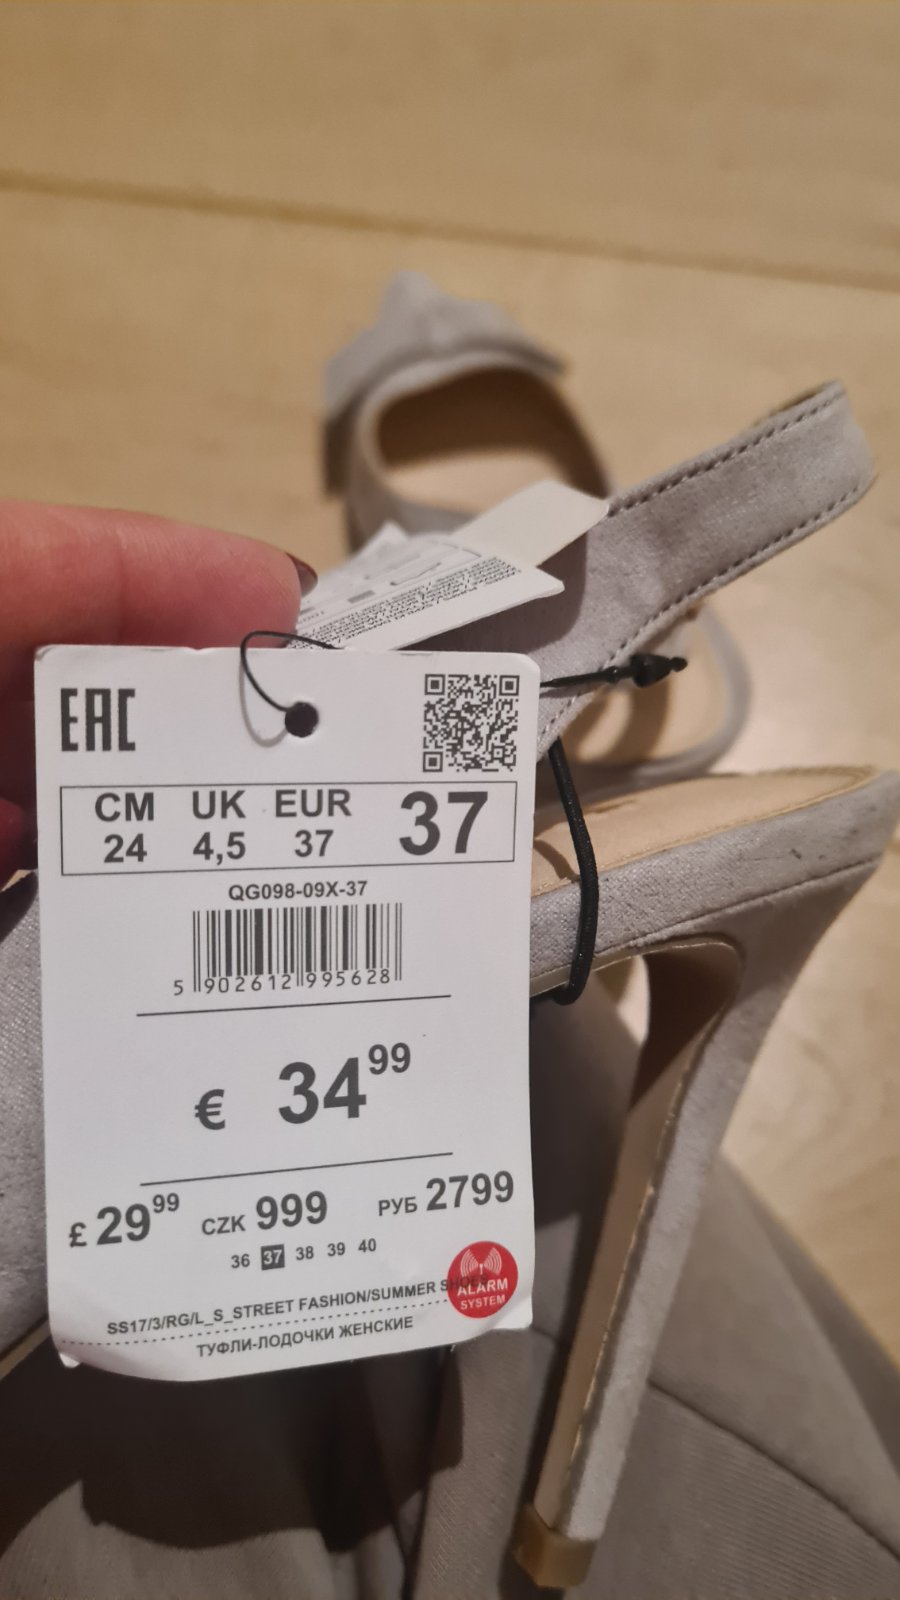 EAC
CM UK EUR 37
24 4,5 37
QG098-09X-37
5 902612 995628
€ 34 99
£ 29 99 CZK 999 РУБ 2799
36 37 38 39 40
SS17/3/RG/L_S_STREET FASHION/SUMMER SHOES
ALARM
SYSTEM
ТУФЛИ-ЛОДОЧКИ ЖЕНСКИЕ